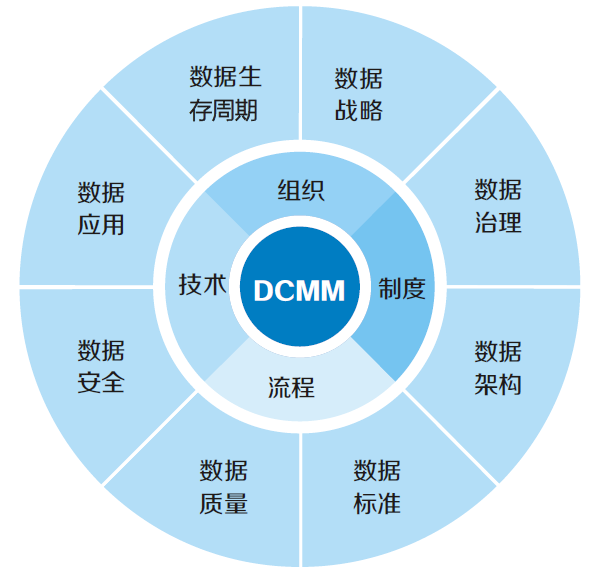 数据生
存周期
数据
战略
数据
治理
数据
架构
数据
标准
数据
质量
数据
安全
数据
应用
组织
制度
流程
技术
DCMM